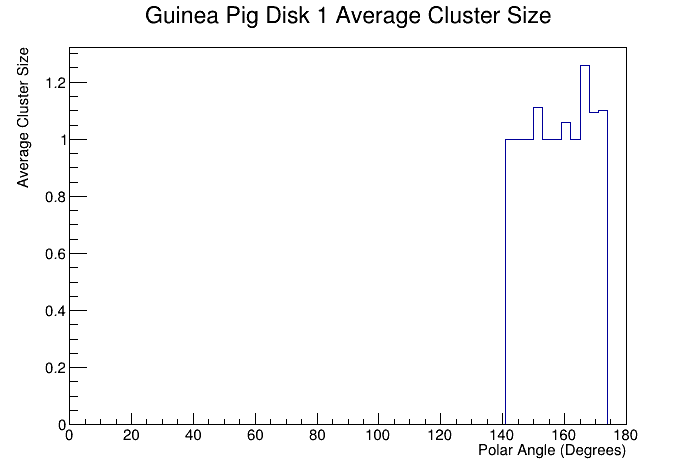 Guinea Pig Disk 1 Average Cluster Size
Average Cluster Size
1.2
1
0.8
0.6
0.4
0.2
0
0 20 40 60 80 100 120 140 160 180
Polar Angle (Degrees)